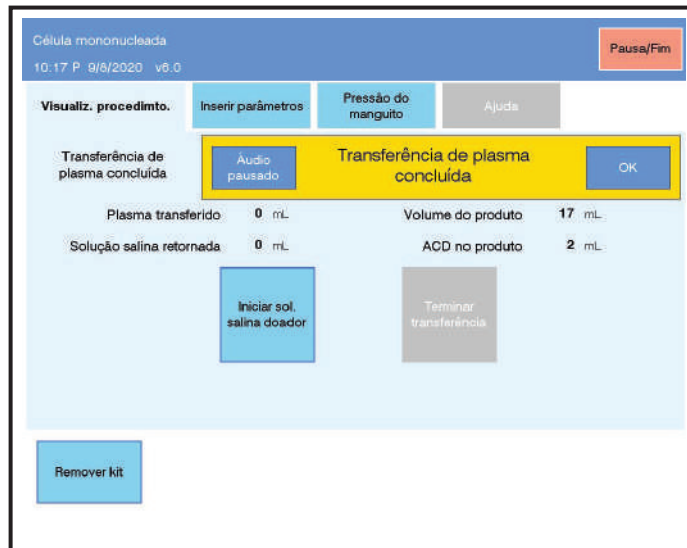 Célula mononucleada
Pausa/Fim
10:17 P 9/8/2020 v6.0
Visualiz. procedimto.
Inserir parâmetros
Pressão do
manguito
Ajuda
Transferência de
plasma concluída
Áudio
pausado
Transferência de plasma
concluída
OK
Plasma transferido 0 mL
Volume do produto 17 mL
Solução salina retornada 0 mL
ACD no produto 2 mL
Iniciar sol.
salina doador
Terminar
transferência
Remover kit